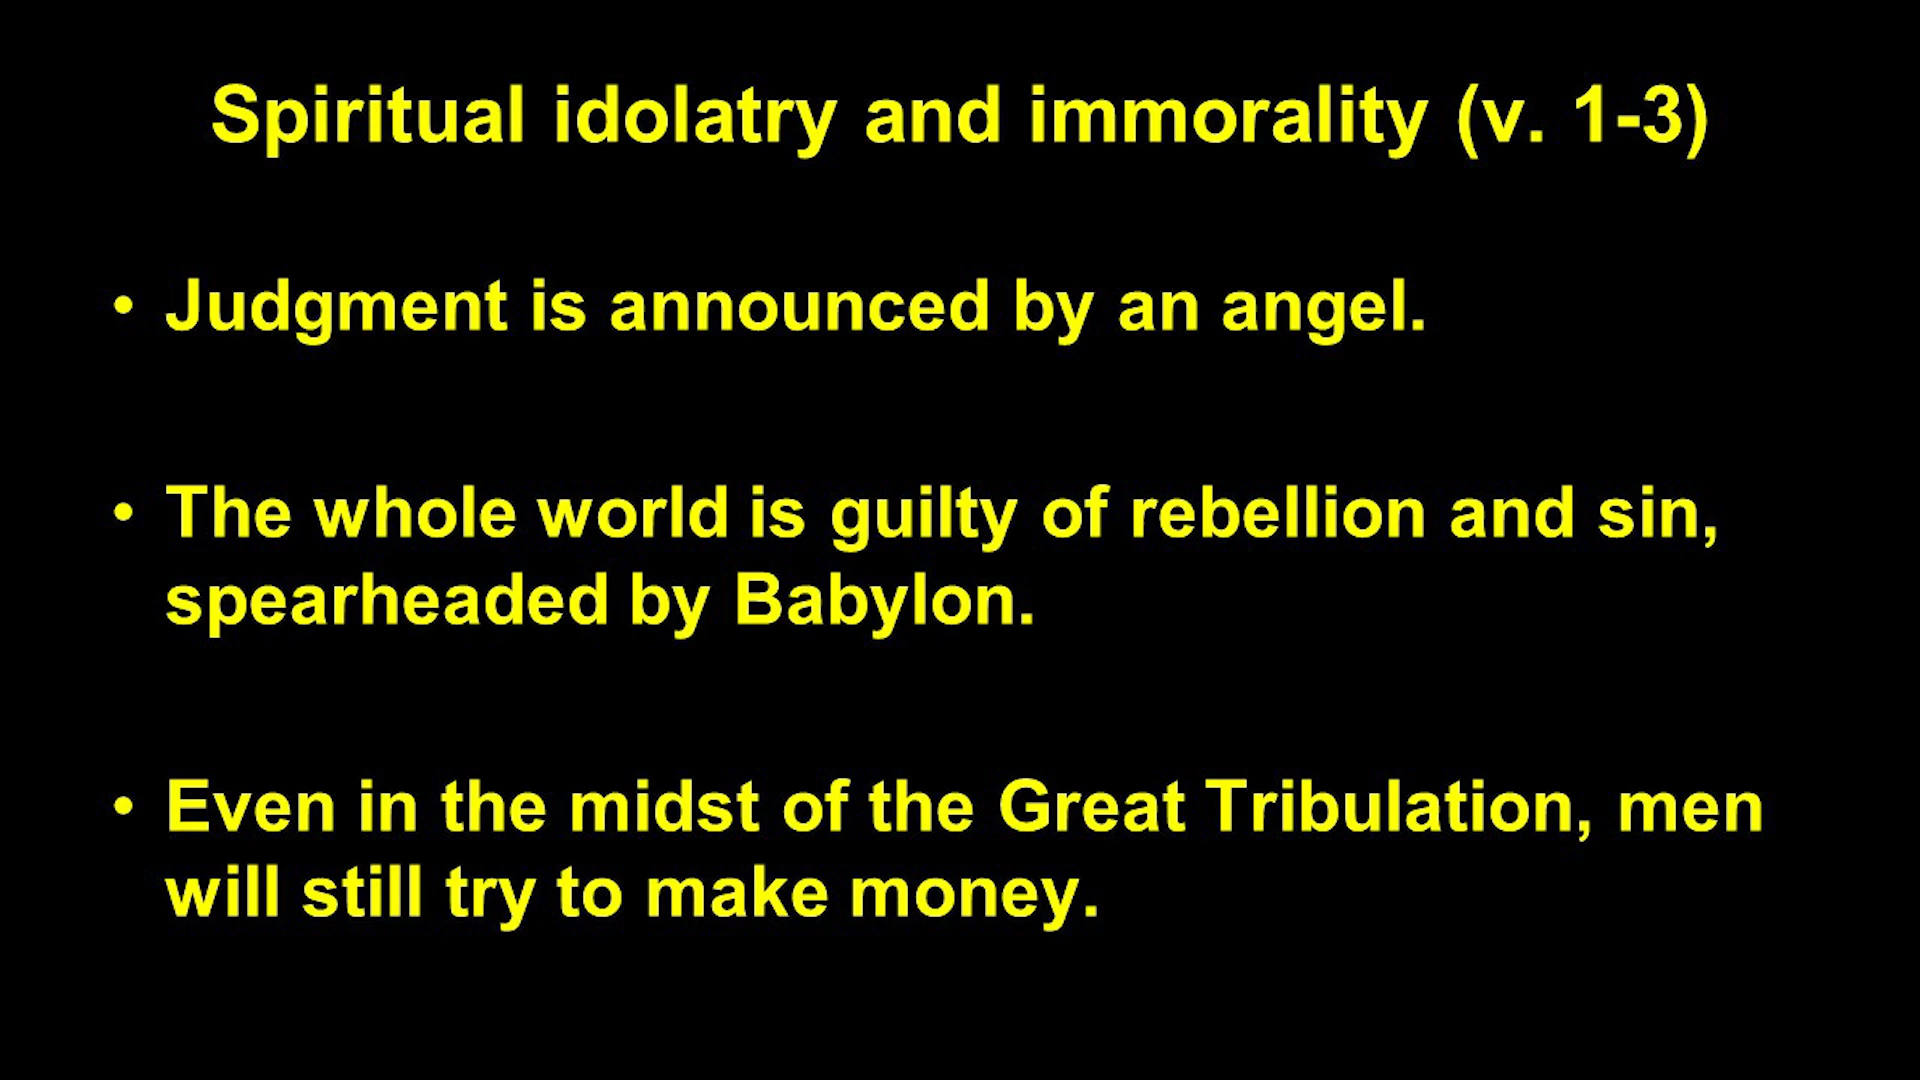 Spiritual idolatry and immorality (v. 1-3)
• Judgment is announced by an angel.
• The whole world is guilty of rebellion and sin,
spearheaded by Babylon.
• Even in the midst of the Great Tribulation, men
will still try to make money.